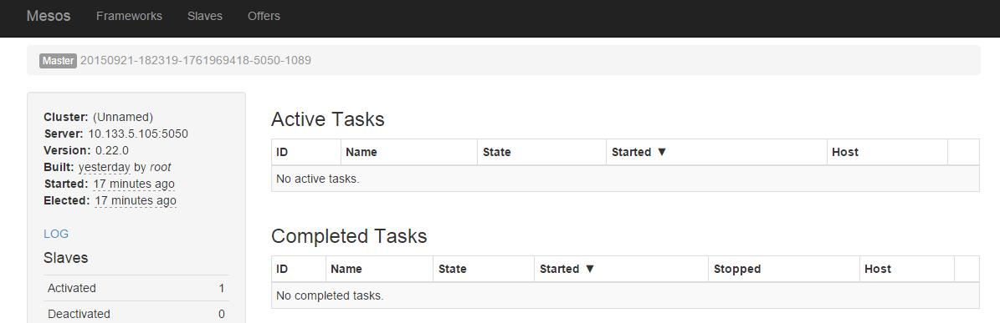 Mesos Frameworks Slaves Offers
Master 20150921-182319-1761969418-5050-1089
Cluster: (Unnamed)
Server: 10.133.5.105:5050
Version: 0.22.0
Built: yesterday by root
Started: 17 minutes ago
Elected: 17 minutes ago
LOG
Slaves
Activated 1
Deactivated 0
Active Tasks
ID Name State Started ▼ Host
No active tasks.
Completed Tasks
ID Name State Started ▼ Stopped Host
No completed tasks.